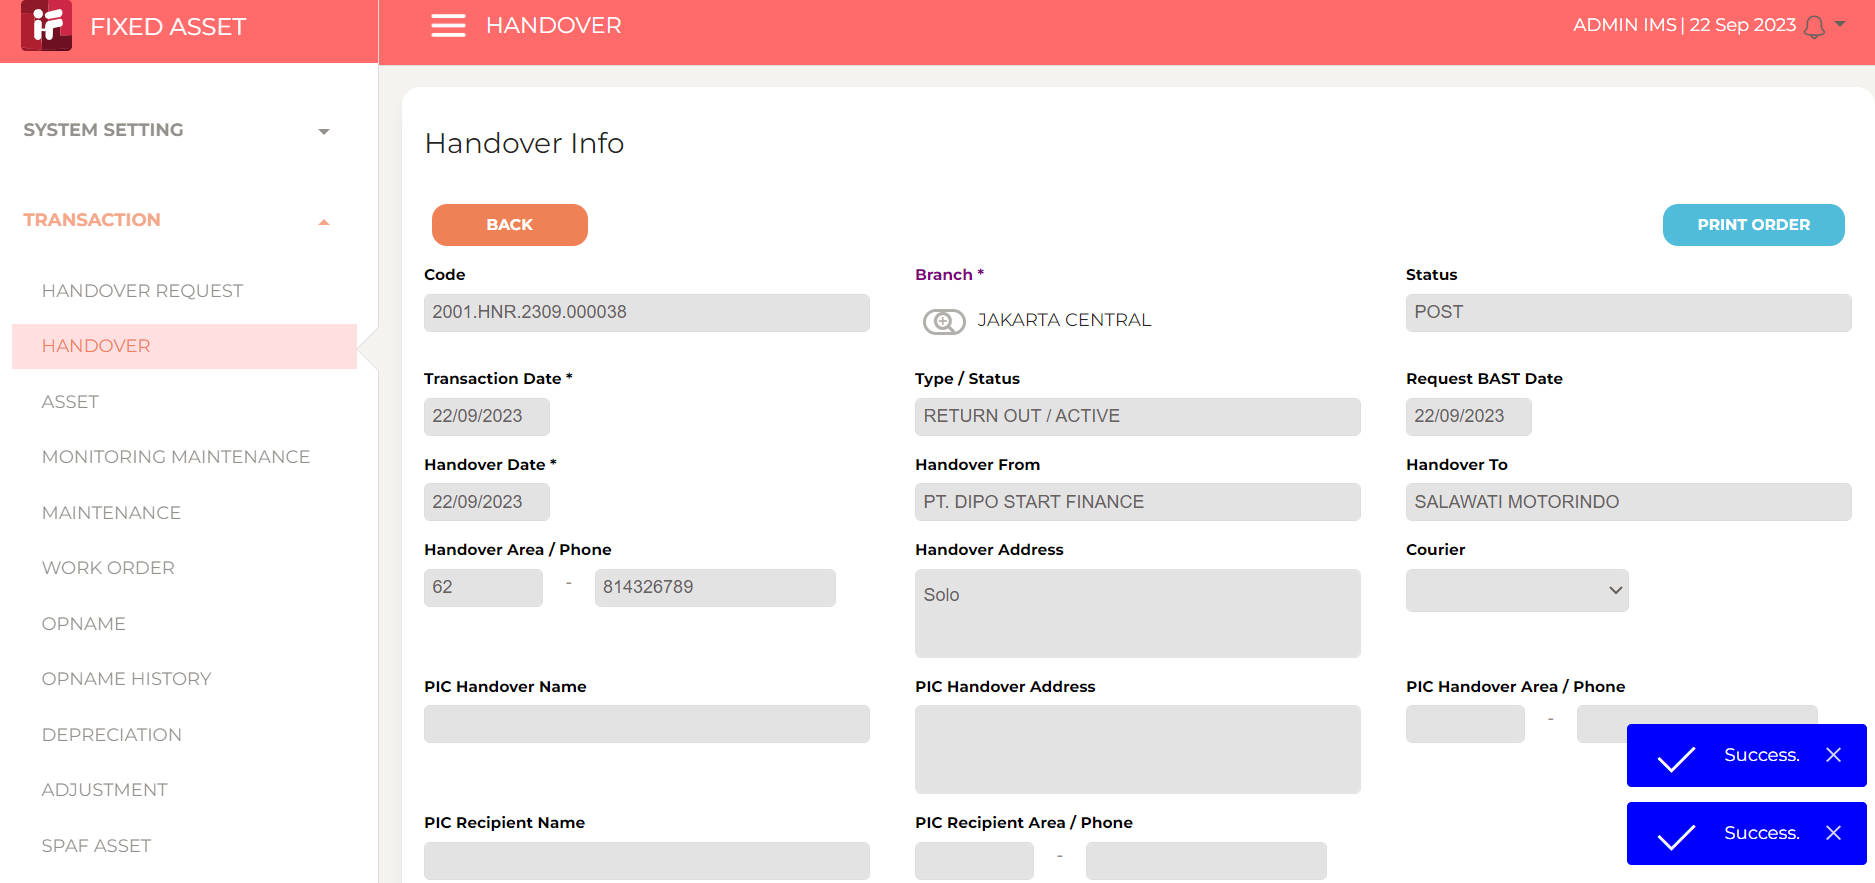 iF
FIXED ASSET
HANDOVER
ADMIN IMS | 22 Sep 2023
SYSTEM SETTING
TRANSACTION
HANDOVER REQUEST
HANDOVER
ASSET
MONITORING MAINTENANCE
MAINTENANCE
WORK ORDER
OPNAME
OPNAME HISTORY
DEPRECIATION
ADJUSTMENT
SPAF ASSET
Handover Info
BACK
PRINT ORDER
Code
Branch *
Status
2001.HNR.2309.000038
JAKARTA CENTRAL
POST
Transaction Date *
Type / Status
Request BAST Date
22/09/2023
RETURN OUT / ACTIVE
22/09/2023
Handover Date *
Handover From
Handover To
22/09/2023
PT. DIPO START FINANCE
SALAWATI MOTORINDO
Handover Area / Phone
Handover Address
Courier
62
-
814326789
Solo
PIC Handover Name
PIC Handover Address
PIC Handover Area / Phone
-
Success.
PIC Recipient Name
PIC Recipient Area / Phone
-
Success.